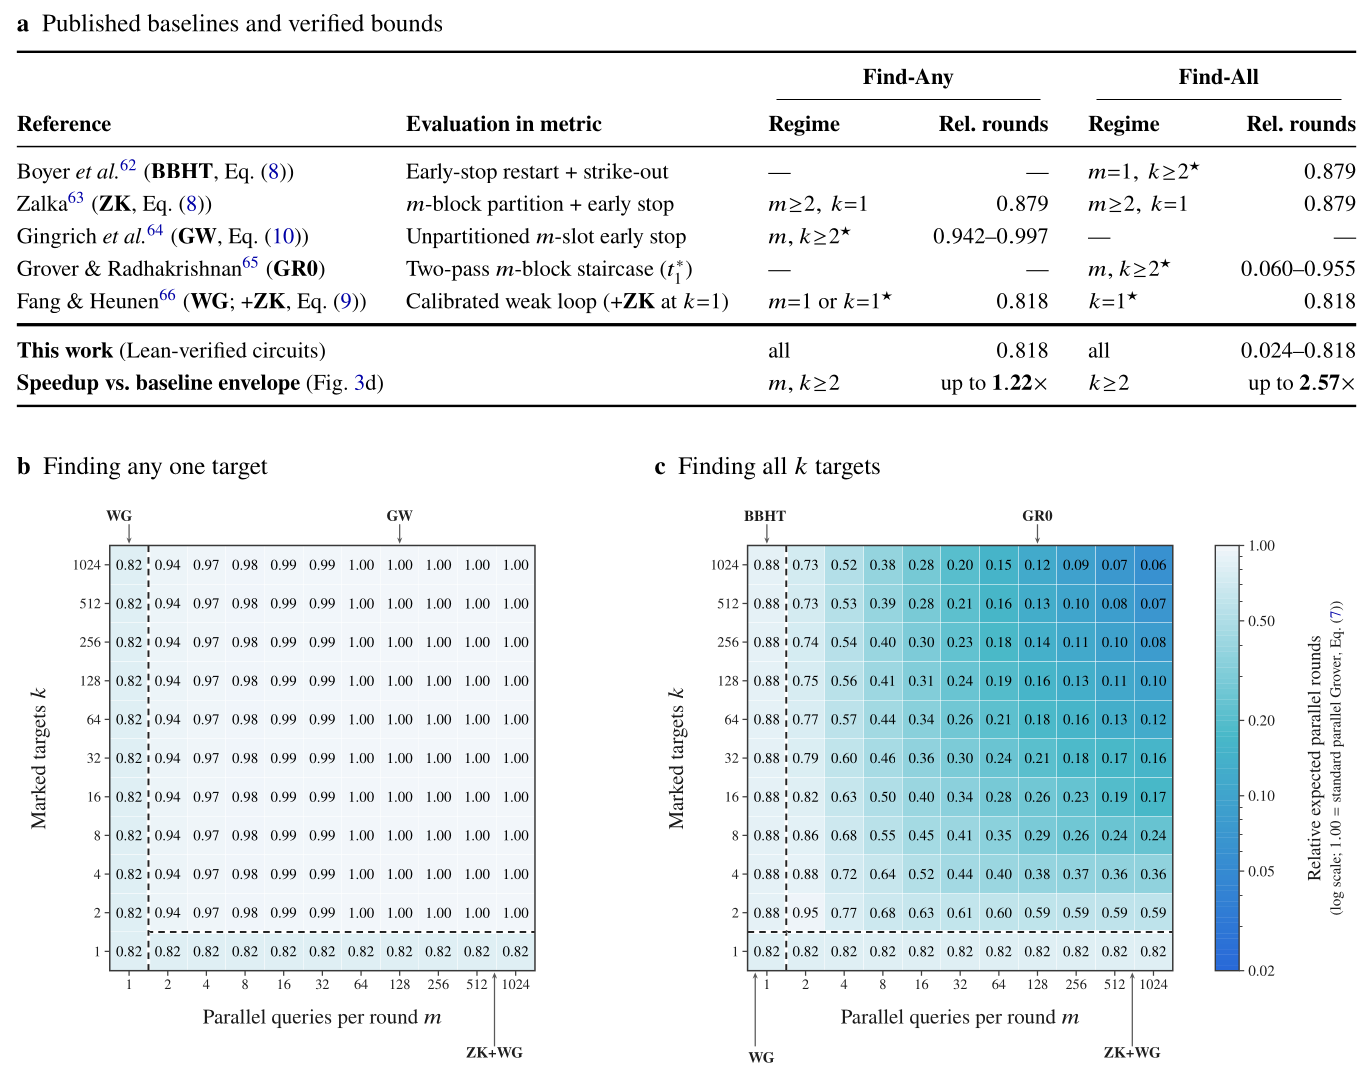 a Published baselines and verified bounds
Find-Any Find-All
Reference Evaluation in metric Regime Rel. rounds Regime Rel. rounds
Boyer et al.62 (BBHT, Eq. (8)) Early-stop restart + strike-out — — m=1, k≥2★ 0.879
Zalka63 (ZK, Eq. (8)) m-block partition + early stop m≥2, k=1 0.879 m≥2, k=1 0.879
Gingrich et al.64 (GW, Eq. (10)) Unpartitioned m-slot early stop m, k≥2★ 0.942–0.997 — —
Grover & Radhakrishnan65 (GR0) Two-pass m-block staircase (t₁*) — — m, k≥2★ 0.060–0.955
Fang & Heunen66 (WG; +ZK, Eq. (9)) Calibrated weak loop (+ZK at k=1) m=1 or k=1★ 0.818 k=1★ 0.818
This work (Lean-verified circuits) all 0.818 all 0.024–0.818
Speedup vs. baseline envelope (Fig. 3d) m, k≥2 up to 1.22× k≥2 up to 2.57×
b Finding any one target
WG GW
1024 0.82 0.94 0.97 0.98 0.99 0.99 1.00 1.00 1.00 1.00 1.00
512 0.82 0.94 0.97 0.98 0.99 0.99 1.00 1.00 1.00 1.00 1.00
256 0.82 0.94 0.97 0.98 0.99 0.99 1.00 1.00 1.00 1.00 1.00
128 0.82 0.94 0.97 0.98 0.99 0.99 1.00 1.00 1.00 1.00 1.00
64 0.82 0.94 0.97 0.98 0.99 0.99 1.00 1.00 1.00 1.00 1.00
32 0.82 0.94 0.97 0.98 0.99 0.99 1.00 1.00 1.00 1.00 1.00
16 0.82 0.94 0.97 0.98 0.99 0.99 1.00 1.00 1.00 1.00 1.00
8 0.82 0.94 0.97 0.98 0.99 0.99 1.00 1.00 1.00 1.00 1.00
4 0.82 0.94 0.97 0.98 0.99 0.99 1.00 1.00 1.00 1.00 1.00
2 0.82 0.94 0.97 0.98 0.99 0.99 1.00 1.00 1.00 1.00 1.00
1 0.82 0.82 0.82 0.82 0.82 0.82 0.82 0.82 0.82 0.82 0.82
1 2 4 8 16 32 64 128 256 512 1024
Marked targets k
Parallel queries per round m
ZK+WG
c Finding all k targets
BBHT GR0
1024 0.88 0.73 0.52 0.38 0.28 0.20 0.15 0.12 0.09 0.07 0.06
512 0.88 0.73 0.53 0.39 0.28 0.21 0.16 0.13 0.10 0.08 0.07
256 0.88 0.74 0.54 0.40 0.30 0.23 0.18 0.14 0.11 0.10 0.08
128 0.88 0.75 0.56 0.41 0.31 0.24 0.19 0.16 0.13 0.11 0.10
64 0.88 0.77 0.57 0.44 0.34 0.26 0.21 0.18 0.16 0.13 0.12
32 0.88 0.79 0.60 0.46 0.36 0.30 0.24 0.21 0.18 0.17 0.16
16 0.88 0.82 0.63 0.50 0.40 0.34 0.28 0.26 0.23 0.19 0.17
8 0.88 0.86 0.68 0.55 0.45 0.41 0.35 0.29 0.26 0.24 0.24
4 0.88 0.88 0.72 0.64 0.52 0.44 0.40 0.38 0.37 0.36 0.36
2 0.88 0.95 0.77 0.68 0.63 0.61 0.60 0.59 0.59 0.59 0.59
1 0.82 0.82 0.82 0.82 0.82 0.82 0.82 0.82 0.82 0.82 0.82
1 2 4 8 16 32 64 128 256 512 1024
Marked targets k
Parallel queries per round m
WG ZK+WG
1.00
0.50
0.20
0.10
0.05
0.02
Relative expected parallel rounds
(log scale; 1.00 = standard parallel Grover, Eq. (7))